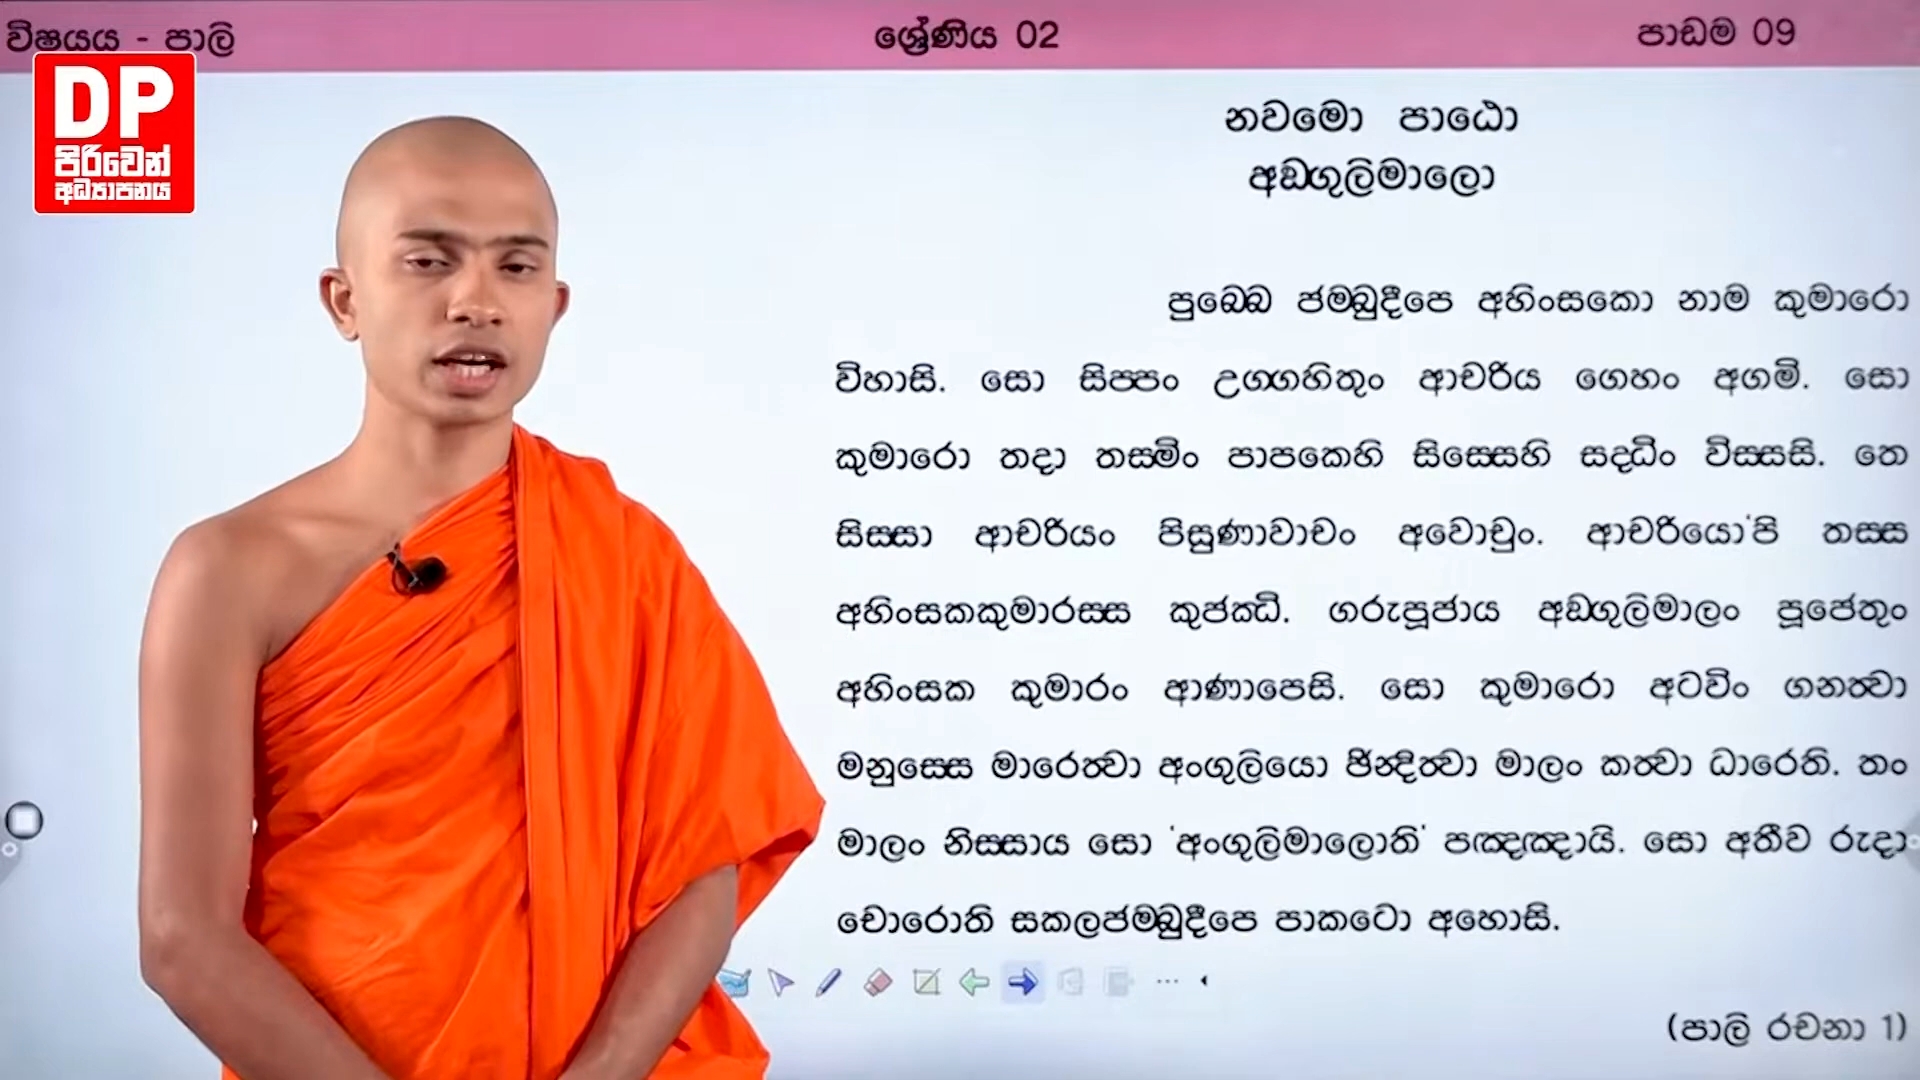 විෂයය - පාලි
ශ්‍රේණිය 02
පාඩම 09
DP
පිරිවෙන්
අධ්‍යාපනය
නවමො පාඨො
අඞ්ගුලිමාලො
පුබ්බෙ ජම්බුදීපෙ අහිංසකො නාම කුමාරො
විහාසි. සො සිප්පං උග්ගහිතුං ආචරිය ගෙහං අගමි. සො
කුමාරො තදා තස්මිං පාපකෙහි සිස්සෙහි සද්ධිං විස්සසි. තෙ
සිස්සා ආචරියං පිසුණාවාචං අවොචුං. ආචරියො'පි තස්ස
අහිංසකකුමාරස්ස කුජ්ඣි. ගරුපූජාය අඞ්ගුලිමාලං පූජෙතුං
අහිංසක කුමාරං ආණාපෙසි. සො කුමාරො අටවිං ගන්ත්වා
මනුස්සෙ මාරෙත්වා අංගුලියො ඡින්දිත්වා මාලං කත්වා ධාරෙති. තං
මාලං නිස්සාය සො 'අංගුලිමාලොති' පඤ්ඤායි. සො අතීව රුදා
චොරොති සකලජම්බුදීපෙ පාකටො අහොසි.
(පාලි රචනා 1)